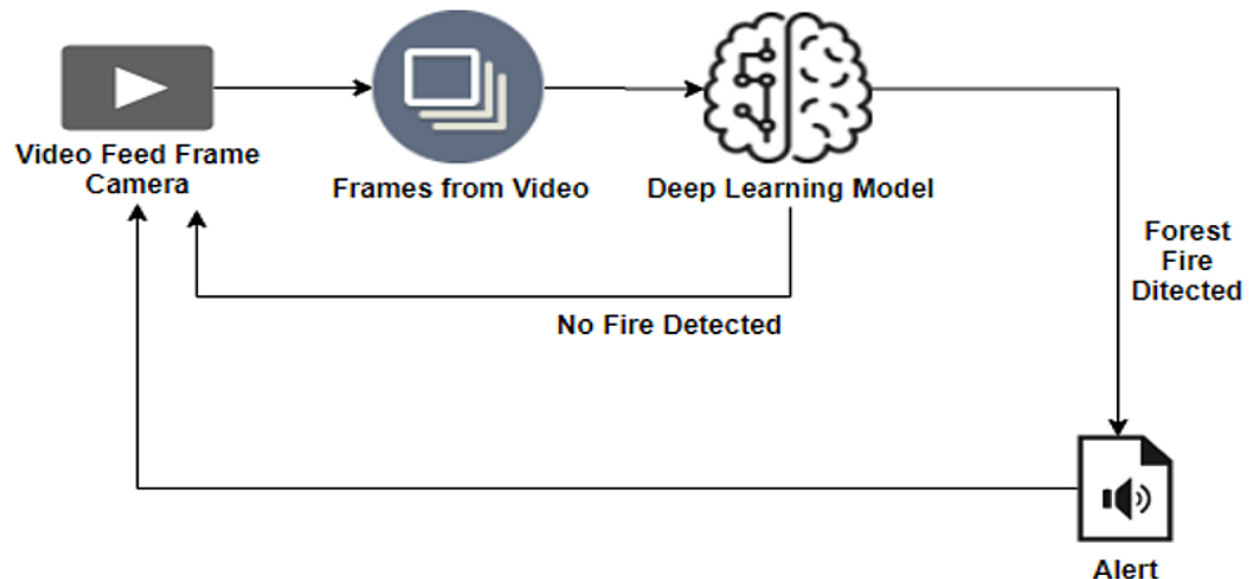 Video Feed Frame
Camera
Frames from Video
Deep Learning Model
Forest
Fire
Ditected
No Fire Detected
Alert